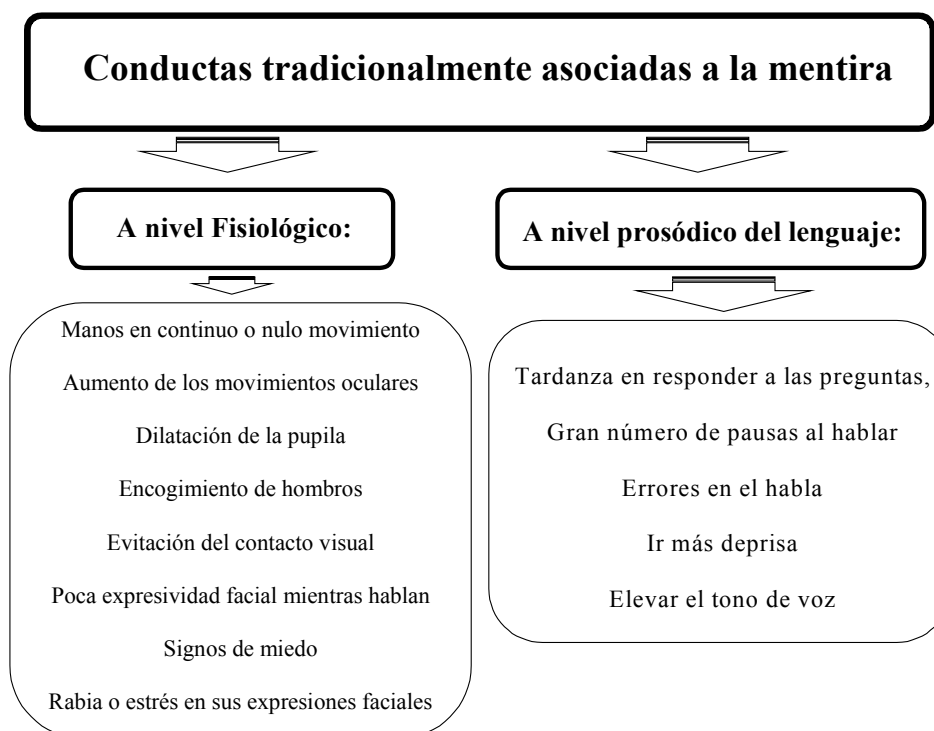 Conductas tradicionalmente asociadas a la mentira
A nivel Fisiológico:
Manos en continuo o nulo movimiento
Aumento de los movimientos oculares
Dilatación de la pupila
Encogimiento de hombros
Evitación del contacto visual
Poca expresividad facial mientras hablan
Signos de miedo
Rabia o estrés en sus expresiones faciales
A nivel prosódico del lenguaje:
Tardanza en responder a las preguntas,
Gran número de pausas al hablar
Errores en el habla
Ir más deprisa
Elevar el tono de voz